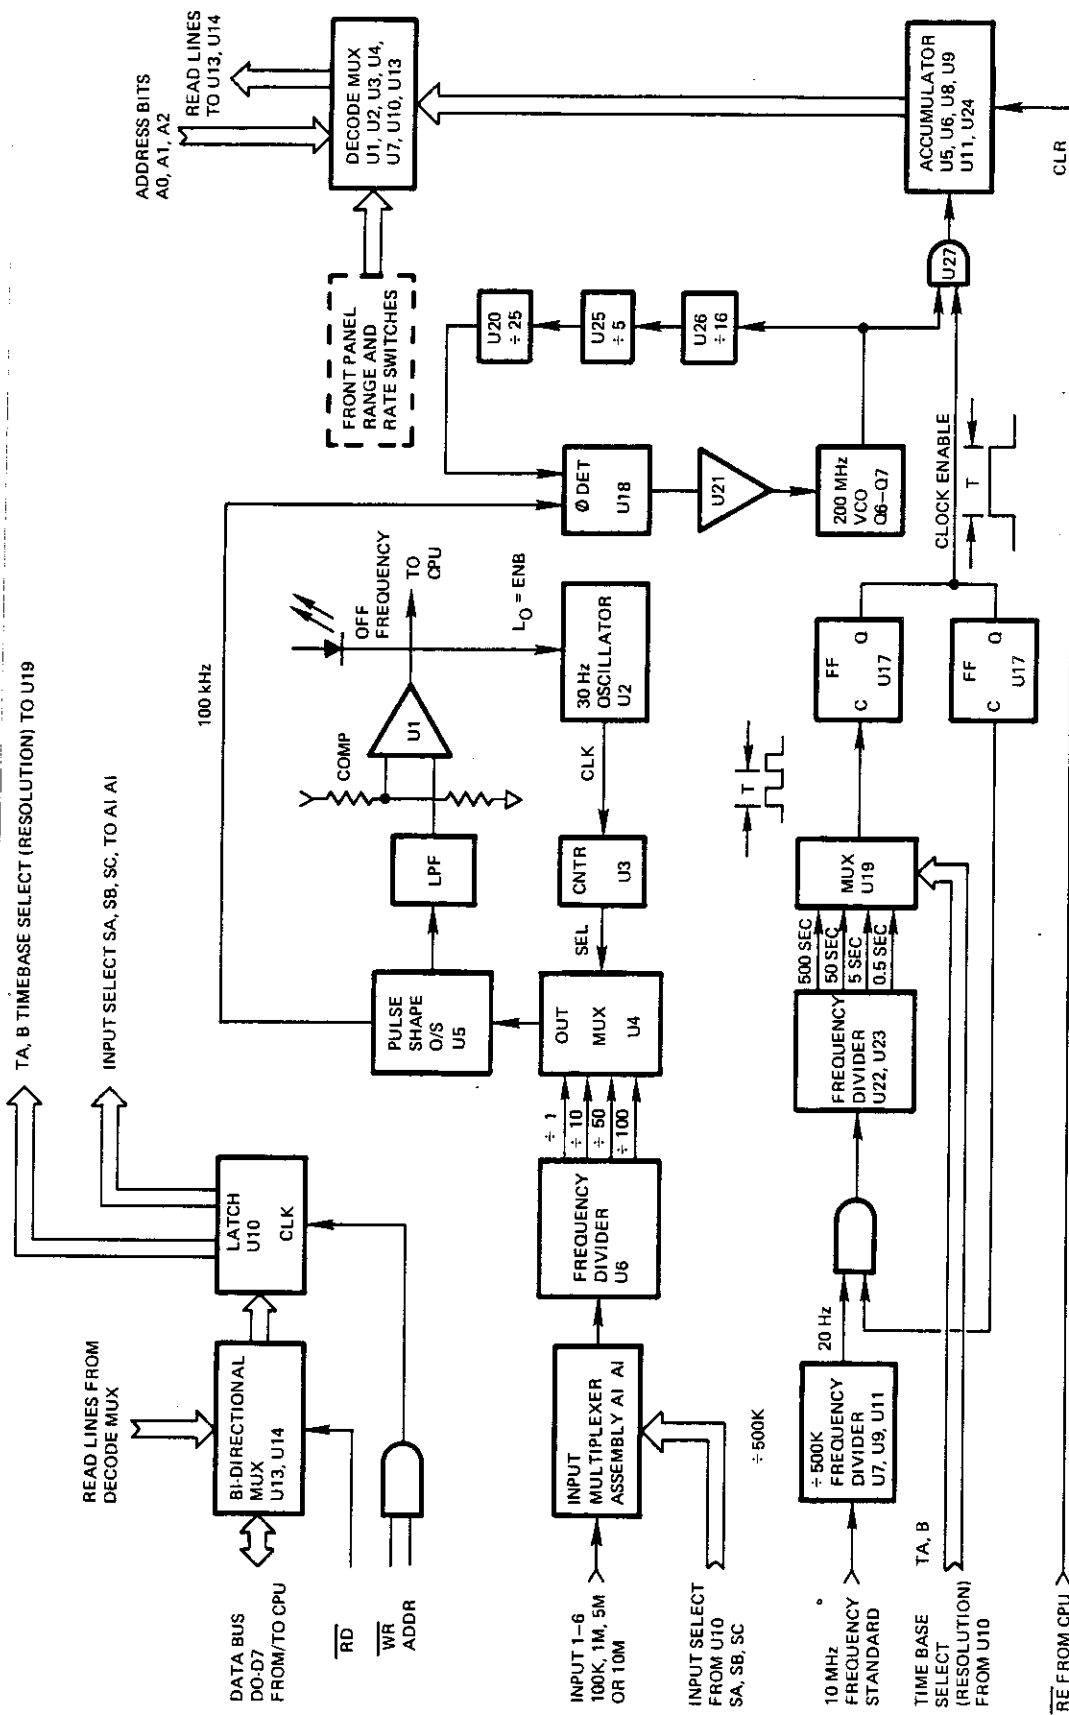 TA, B TIMEBASE SELECT (RESOLUTION) TO U19
INPUT SELECT SA, SB, SC, TO AI AI
READ LINES FROM
DECODE MUX
DATA BUS
DO-D7
FROM/TO CPU
BI-DIRECTIONAL
MUX
U13, U14
LATCH
U10
CLK
RD
WR
ADDR
100 kHz
ADDRESS BITS
A0, A1, A2
READ LINES
TO U13, U14
DECODE MUX
U1, U2, U3, U4,
U7, U10, U13
FRONT PANEL
RANGE AND
RATE SWITCHES
INPUT 1–6
100K, 1M, 5M
OR 10M
INPUT
MULTIPLEXER
ASSEMBLY AI AI
INPUT SELECT
FROM U10
SA, SB, SC
FREQUENCY
DIVIDER
U6
÷ 1
÷ 10
÷ 50
÷ 100
OUT
MUX
U4
PULSE
SHAPE
O/S
U5
LPF
COMP
U1
OFF
FREQUENCY
TO
CPU
LO = ENB
30 Hz
OSCILLATOR
U2
CLK
CNTR
U3
SEL
Ø DET
U18
U21
200 MHz
VCO
Q6–Q7
U20
÷ 25
U25
÷ 5
U26
÷ 16
U27
ACCUMULATOR
U5, U6, U8, U9
U11, U24
CLR
÷ 500K
10 MHz
FREQUENCY
STANDARD
÷ 500K
FREQUENCY
DIVIDER
U7, U9, U11
20 Hz
FREQUENCY
DIVIDER
U22, U23
500 SEC
50 SEC
5 SEC
0.5 SEC
MUX
U19
T
FF
C
Q
U17
FF
C
Q
U17
CLOCK ENABLE
T
TIME BASE
SELECT
(RESOLUTION)
FROM U10
TA, B
RE FROM CPU